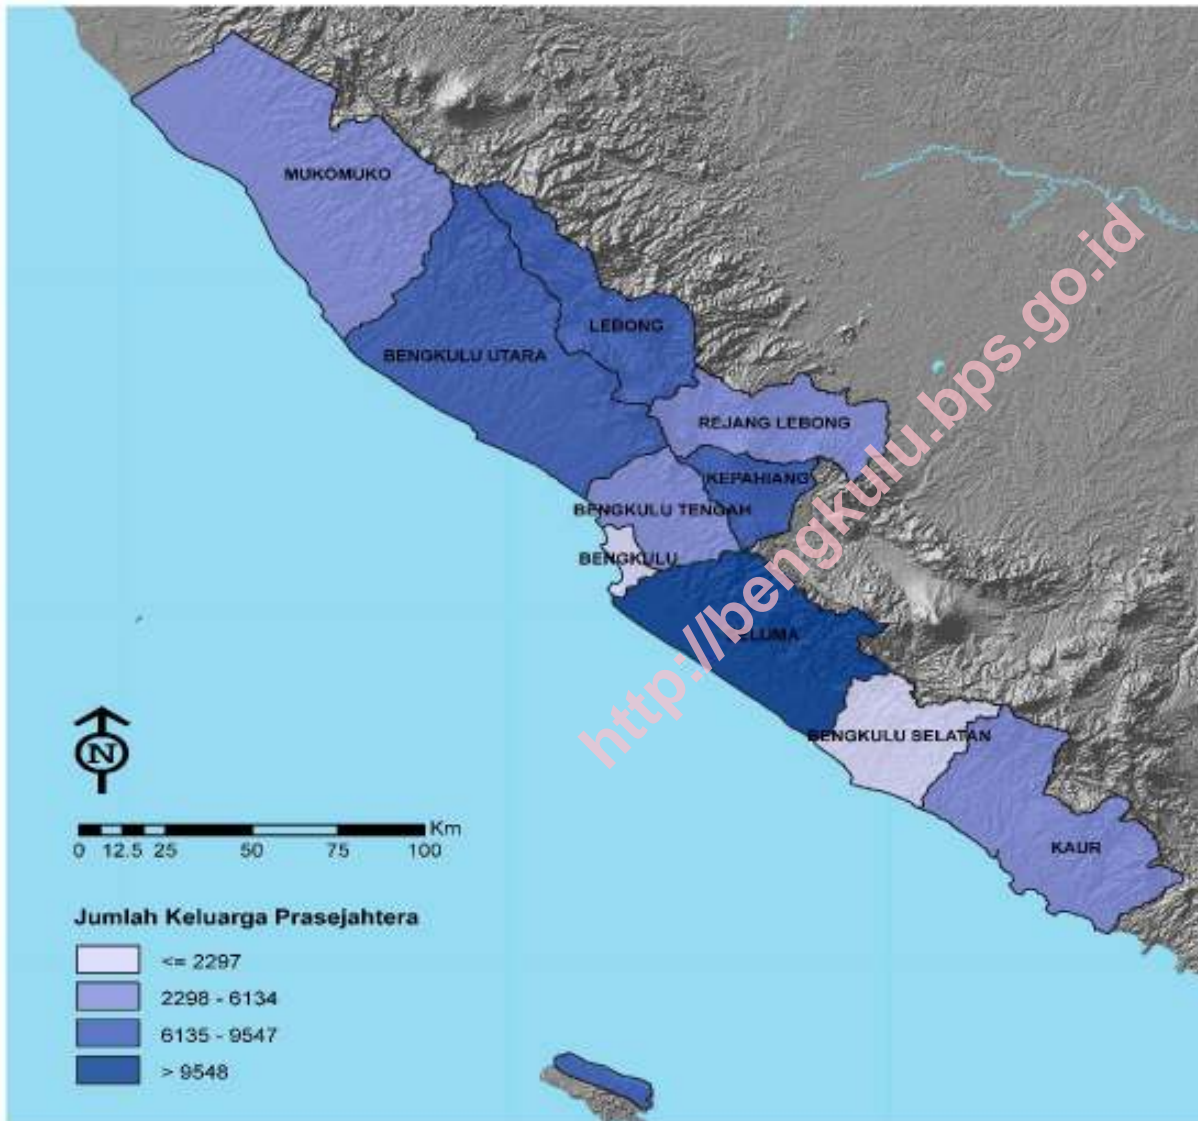 MUKOMUKO
LEBONG
BENGKULU UTARA
REJANG LEBONG
KEPAHIANG
BENGKULU TENGAH
BENGKULU
ELUMA
BENGKULU SELATAN
KAUR
http://bengkulu.bps.go.id
N
Km
0 12.5 25 50 75 100
Jumlah Keluarga Prasejahtera
<= 2297
2298 - 6134
6135 - 9547
> 9548